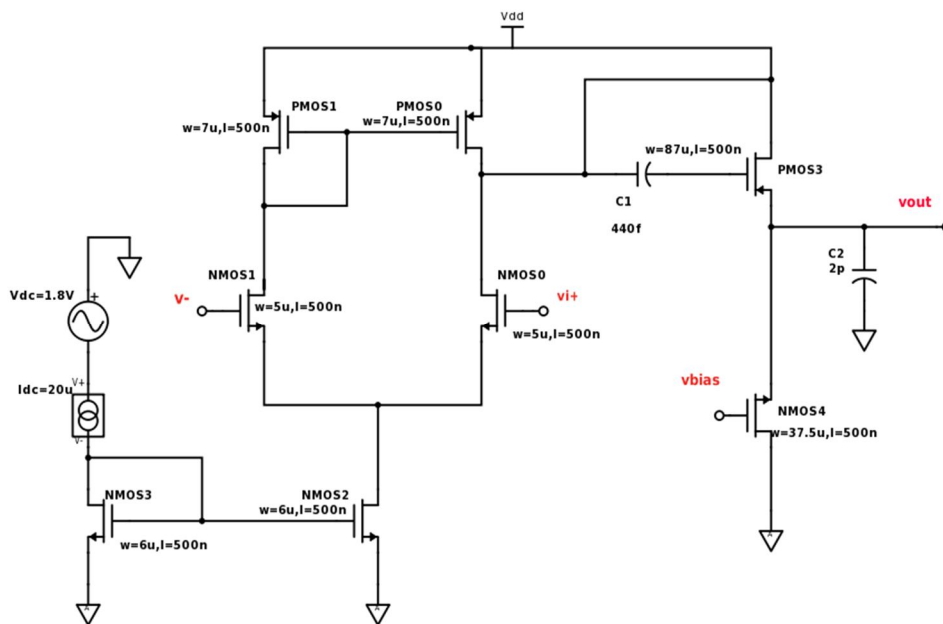 Vdd
PMOS1
w=7u,l=500n
PMOS0
w=7u,l=500n
w=87u,l=500n
PMOS3
C1
440f
vout
C2
2p
NMOS1
v-
w=5u,l=500n
NMOS0
vi+
w=5u,l=500n
Vdc=1.8V
+
Idc=20u
V+
V-
vbias
NMOS4
w=37.5u,l=500n
NMOS3
w=6u,l=500n
NMOS2
w=6u,l=500n